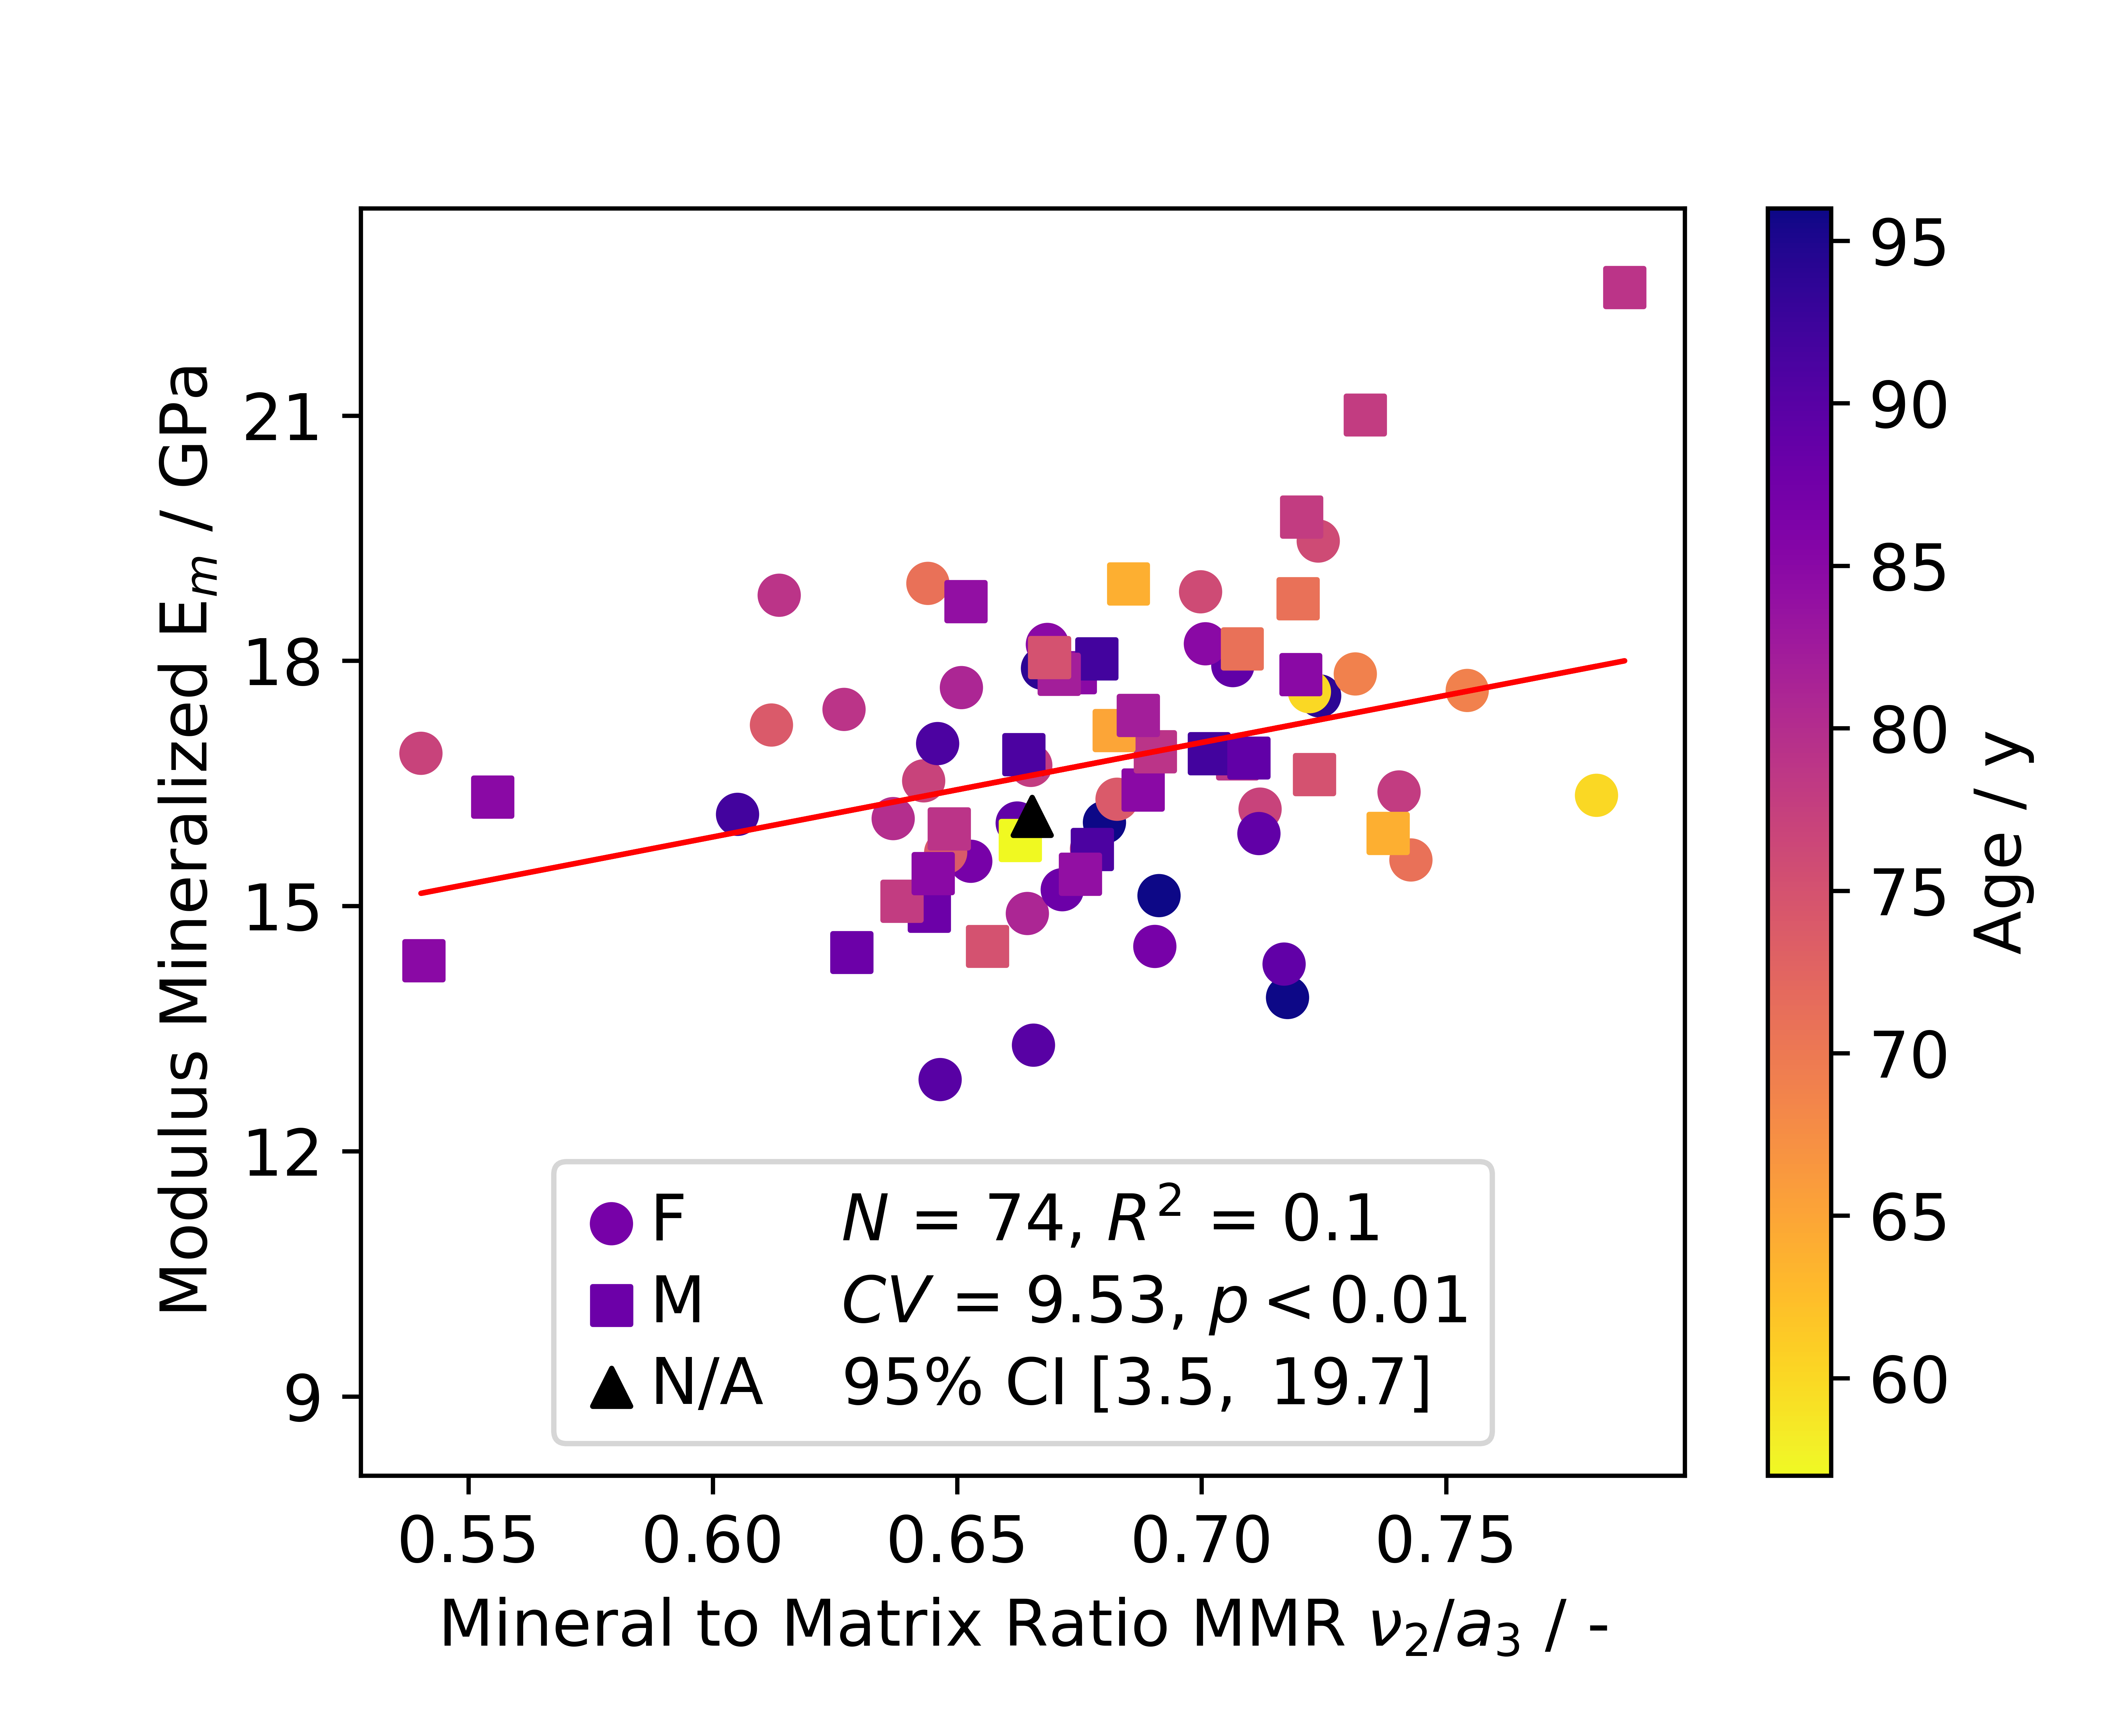 Modulus Mineralized Eₘ / GPa
21
18
15
12
9
F N = 74, R² = 0.1
M CV = 9.53, p < 0.01
N/A 95% CI [3.5, 19.7]
0.55 0.60 0.65 0.70 0.75
Mineral to Matrix Ratio MMR ν₂/a₃ / -
95
90
85
80
75
70
65
60
Age / y